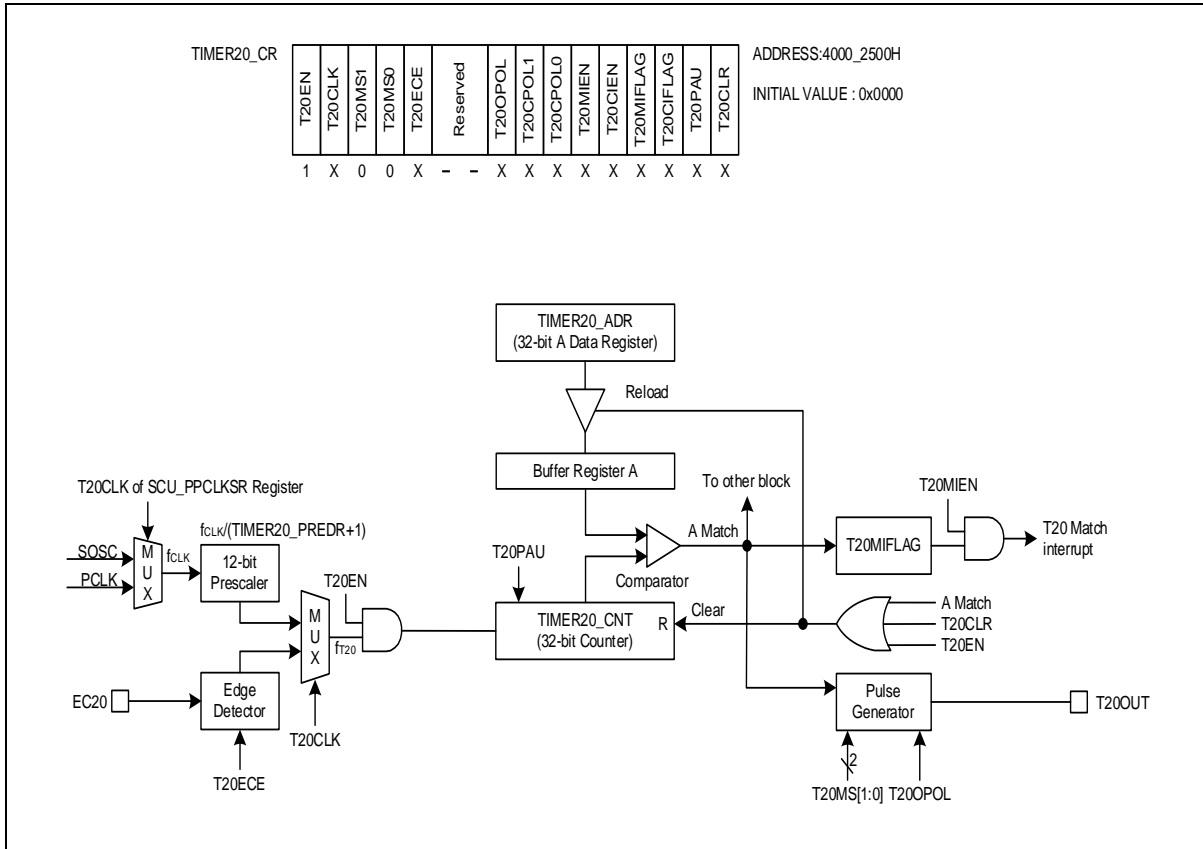 TIMER20_CR
T20EN
T20CLK
T20MS1
T20MS0
T20ECE
Reserved
T20OPOL
T20CPOL1
T20CPOL0
T20MIEN
T20CIEN
T20MIFLAG
T20CIFLAG
T20PAU
T20CLR
ADDRESS:4000_2500H
INITIAL VALUE : 0x0000
1 X 0 0 X – – X X X X X X X X X
TIMER20_ADR
(32-bit A Data Register)
Reload
Buffer Register A
T20CLK of SCU_PPCLKSR Register
fCLK/(TIMER20_PREDR+1)
SOSC
PCLK
MUX
fCLK
12-bit
Prescaler
T20EN
MUX
fT20
EC20
Edge
Detector
T20ECE
T20CLK
T20PAU
TIMER20_CNT
(32-bit Counter)
R
Clear
Comparator
A Match
To other block
T20MIFLAG
T20MIEN
T20 Match
interrupt
A Match
T20CLR
T20EN
Pulse
Generator
T20OUT
2
T20MS[1:0]
T20OPOL